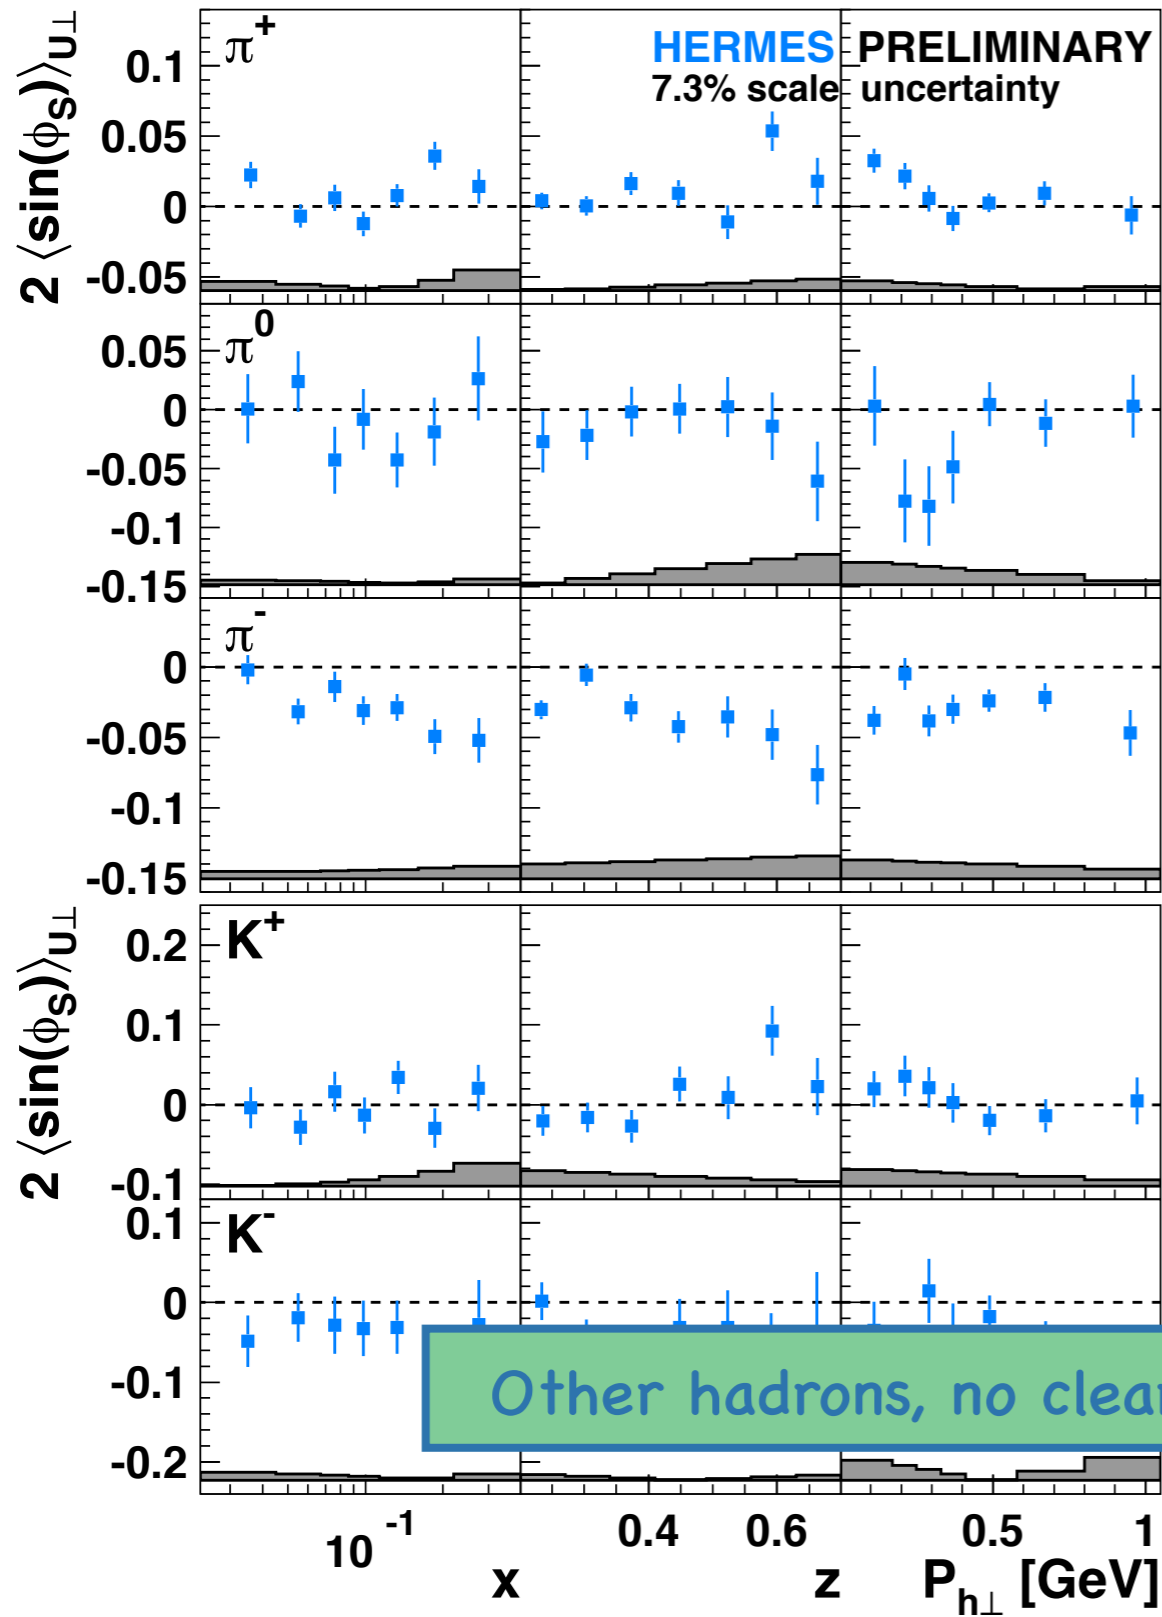 π+
HERMES PRELIMINARY
7.3% scale uncertainty
2 ⟨sin(ϕS)⟩U⊥
0.1
0.05
0
-0.05
π0
0.05
0
-0.05
-0.1
-0.15
π-
0
-0.05
-0.1
-0.15
2 ⟨sin(ϕS)⟩U⊥
K+
0.2
0.1
0
-0.1
K-
0.1
0
-0.1
-0.2
Other hadrons, no clear
10-1 0.4 0.6 0.5 1
x z Ph⊥ [GeV]